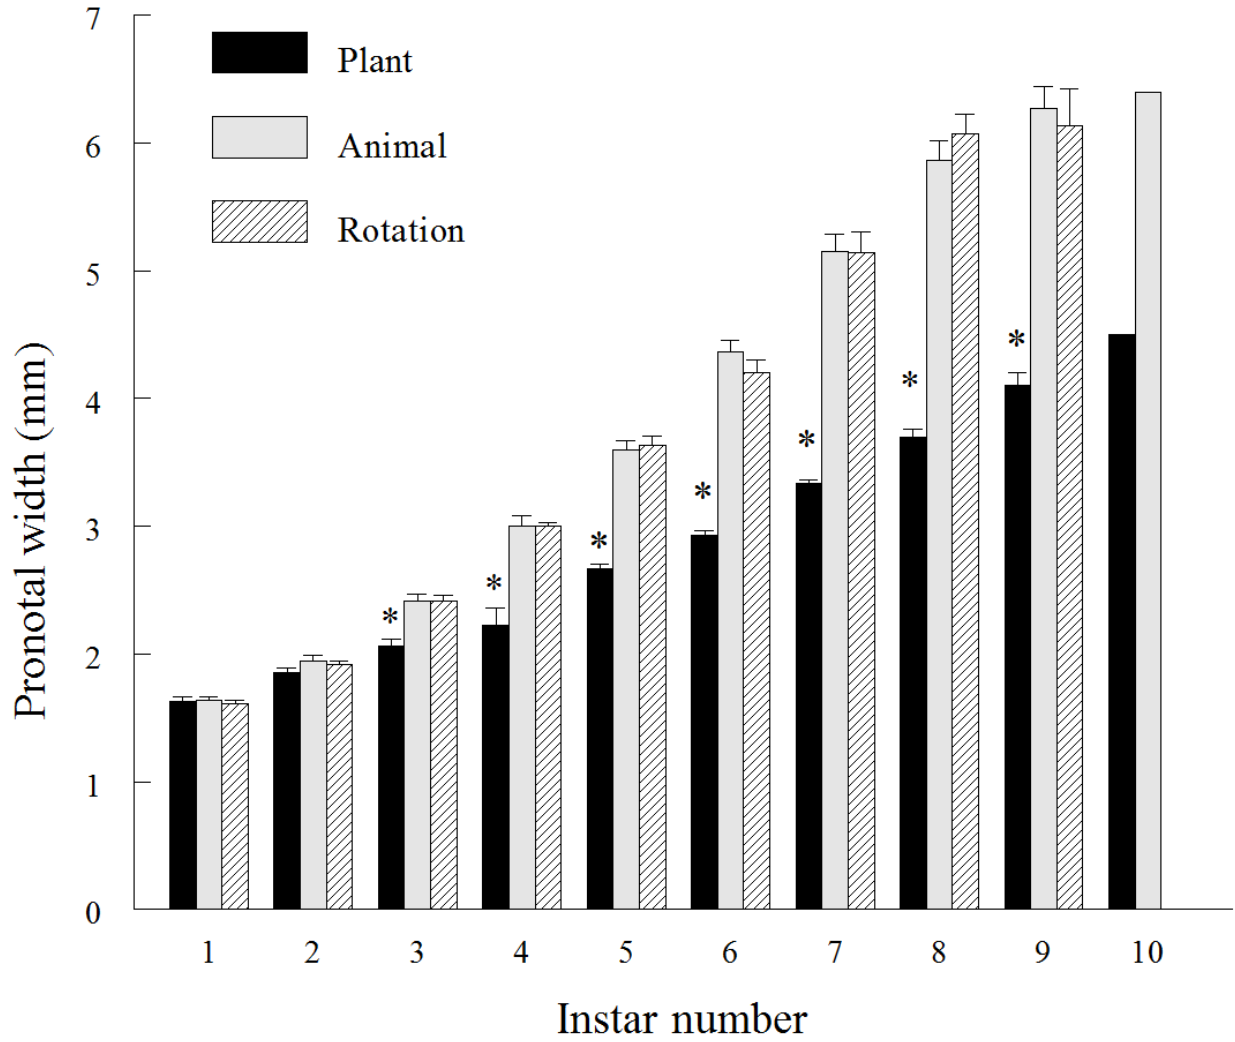 7
6
5
4
3
2
1
0
Pronotal width (mm)
Plant
Animal
Rotation
* * * * * * *
1 2 3 4 5 6 7 8 9 10
Instar number